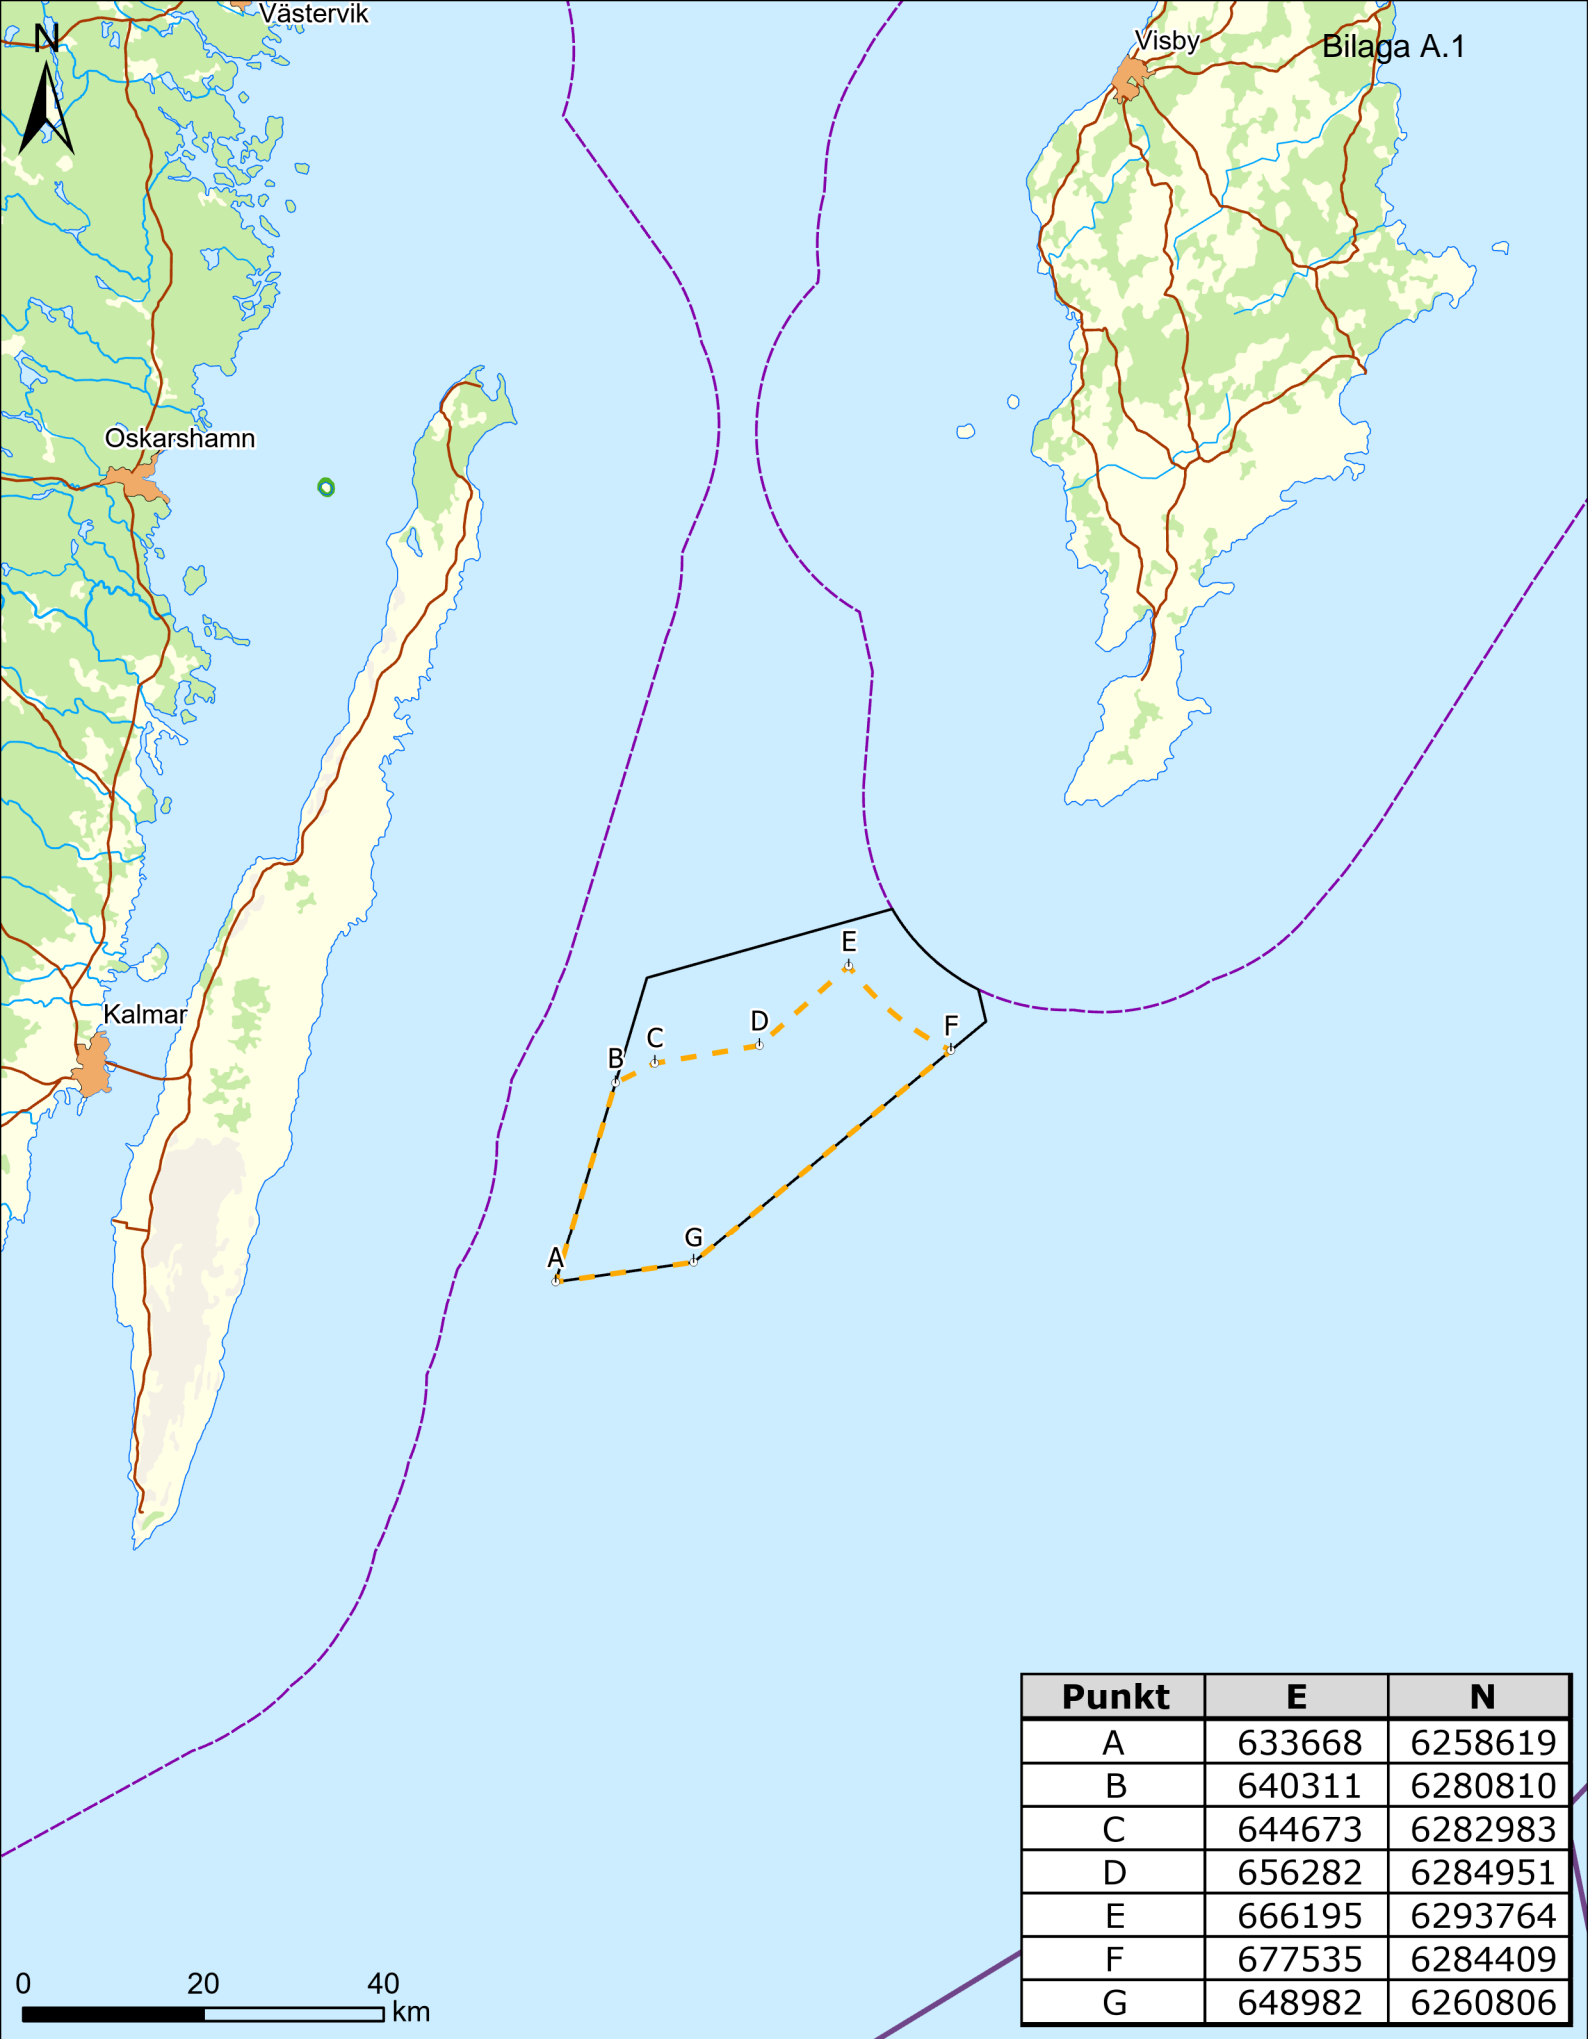 Västervik
N
Visby
Bilaga A.1
Oskarshamn
E
D
F
C
B
Kalmar
G
A
Punkt E N
A 633668 6258619
B 640311 6280810
C 644673 6282983
D 656282 6284951
E 666195 6293764
F 677535 6284409
G 648982 6260806
0 20 40
km